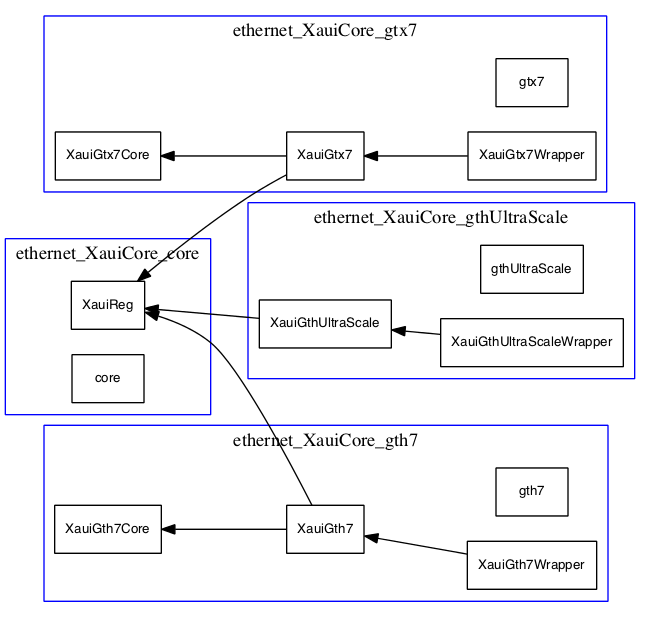 ethernet_XauiCore_gtx7
gtx7
XauiGtx7Core
XauiGtx7
XauiGtx7Wrapper
ethernet_XauiCore_gthUltraScale
gthUltraScale
XauiGthUltraScale
XauiGthUltraScaleWrapper
ethernet_XauiCore_core
XauiReg
core
ethernet_XauiCore_gth7
gth7
XauiGth7Core
XauiGth7
XauiGth7Wrapper